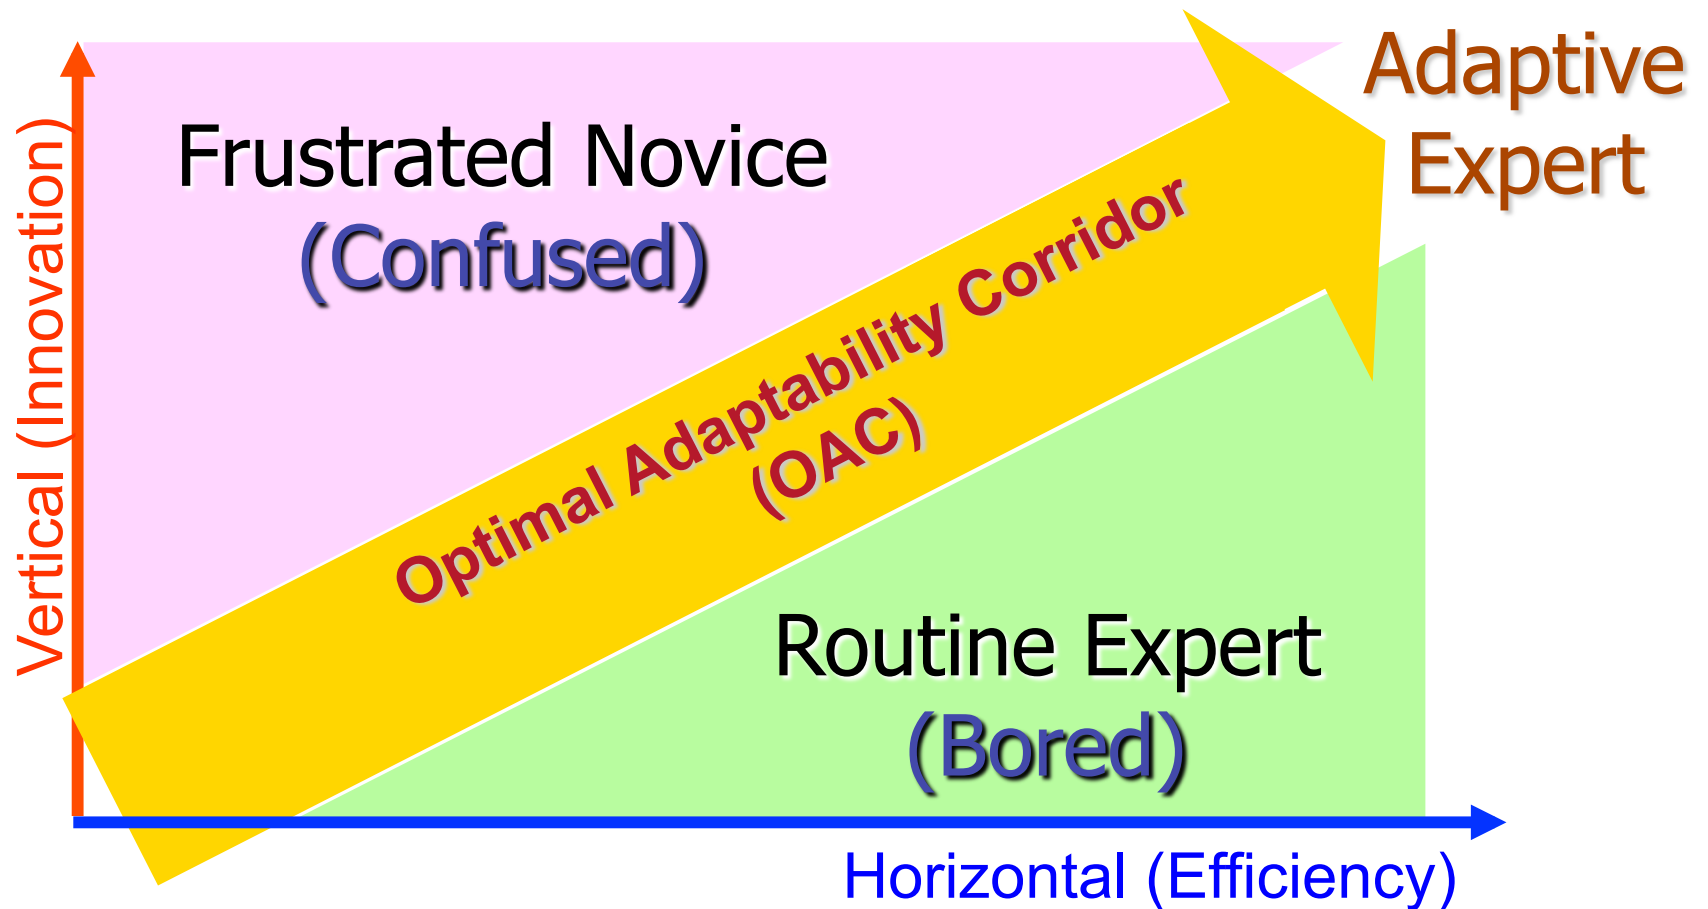 Adaptive
Expert
Frustrated Novice
(Confused)
Vertical (Innovation)
Optimal Adaptability Corridor
(OAC)
Routine Expert
(Bored)
Horizontal (Efficiency)